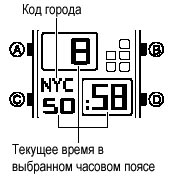 Код города
8
A
B
NYC
50 :58
C
D
Текущее время в
выбранном часовом поясе